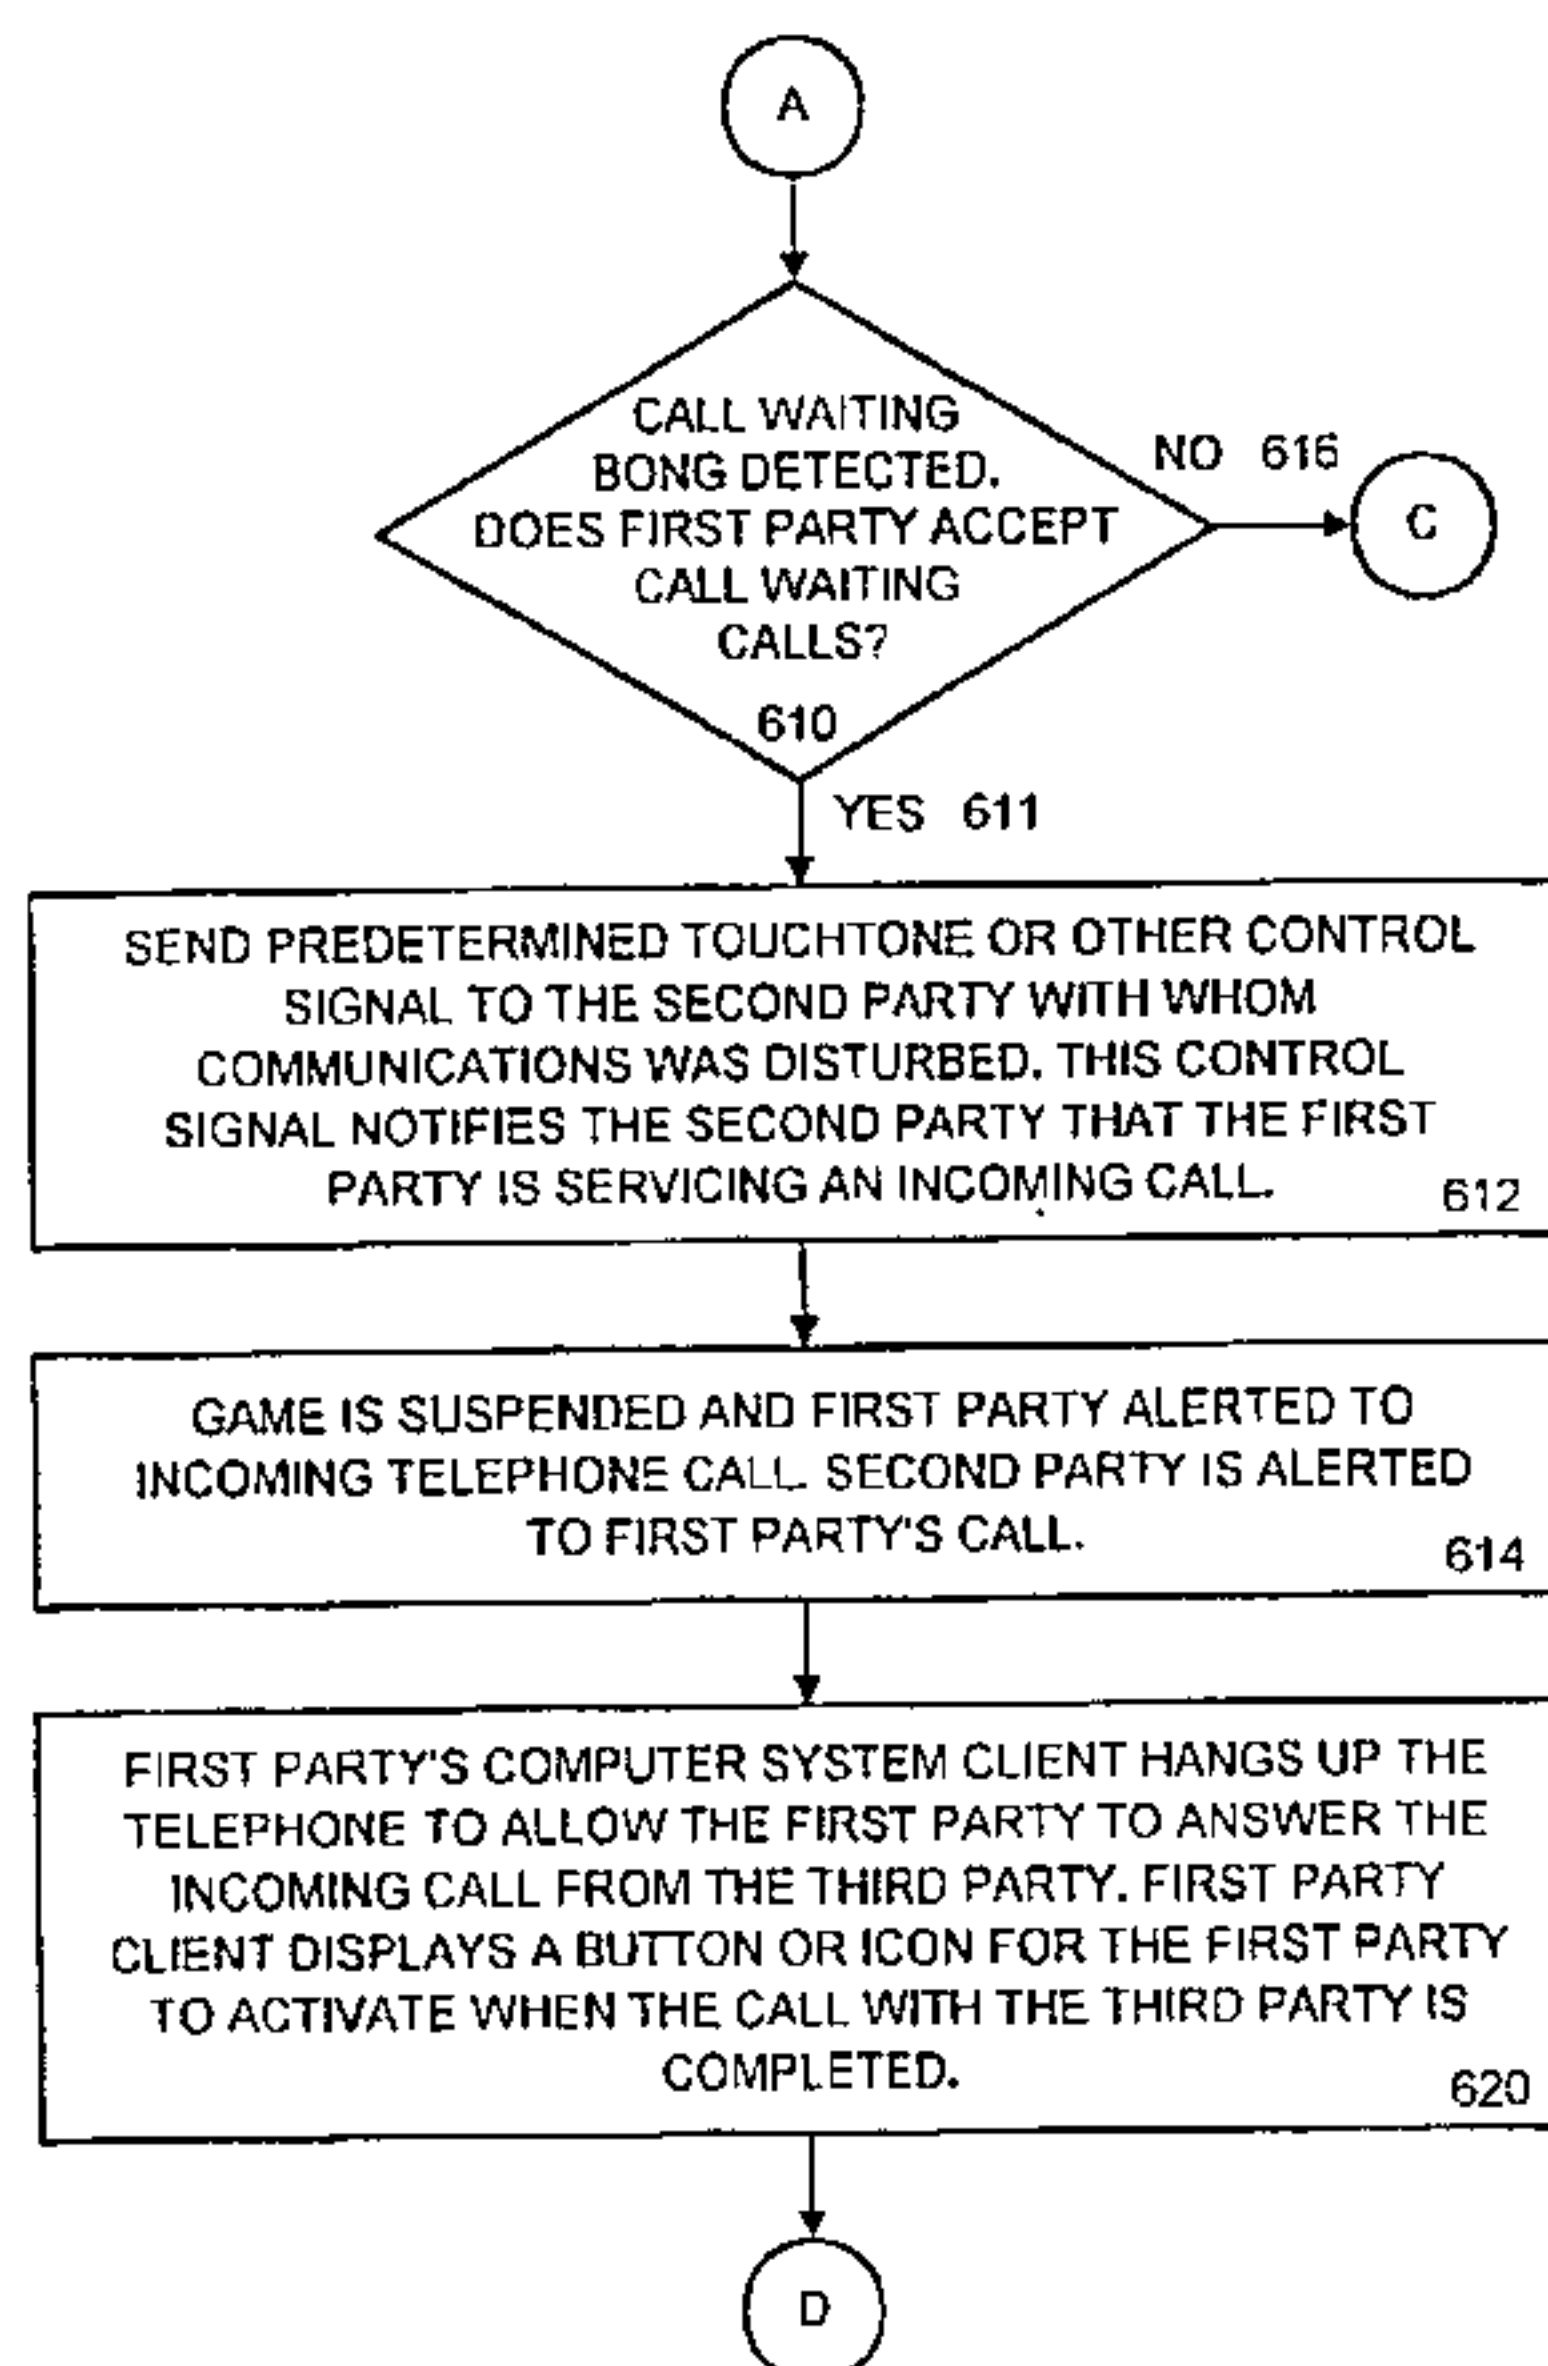 A
CALL WAITING
BONG DETECTED.
DOES FIRST PARTY ACCEPT
CALL WAITING
CALLS?
610
NO 616
C
YES 611
SEND PREDETERMINED TOUCHTONE OR OTHER CONTROL
SIGNAL TO THE SECOND PARTY WITH WHOM
COMMUNICATIONS WAS DISTURBED. THIS CONTROL
SIGNAL NOTIFIES THE SECOND PARTY THAT THE FIRST
PARTY IS SERVICING AN INCOMING CALL.
612
GAME IS SUSPENDED AND FIRST PARTY ALERTED TO
INCOMING TELEPHONE CALL. SECOND PARTY IS ALERTED
TO FIRST PARTY'S CALL.
614
FIRST PARTY'S COMPUTER SYSTEM CLIENT HANGS UP THE
TELEPHONE TO ALLOW THE FIRST PARTY TO ANSWER THE
INCOMING CALL FROM THE THIRD PARTY. FIRST PARTY
CLIENT DISPLAYS A BUTTON OR ICON FOR THE FIRST PARTY
TO ACTIVATE WHEN THE CALL WITH THE THIRD PARTY IS
COMPLETED.
620
D